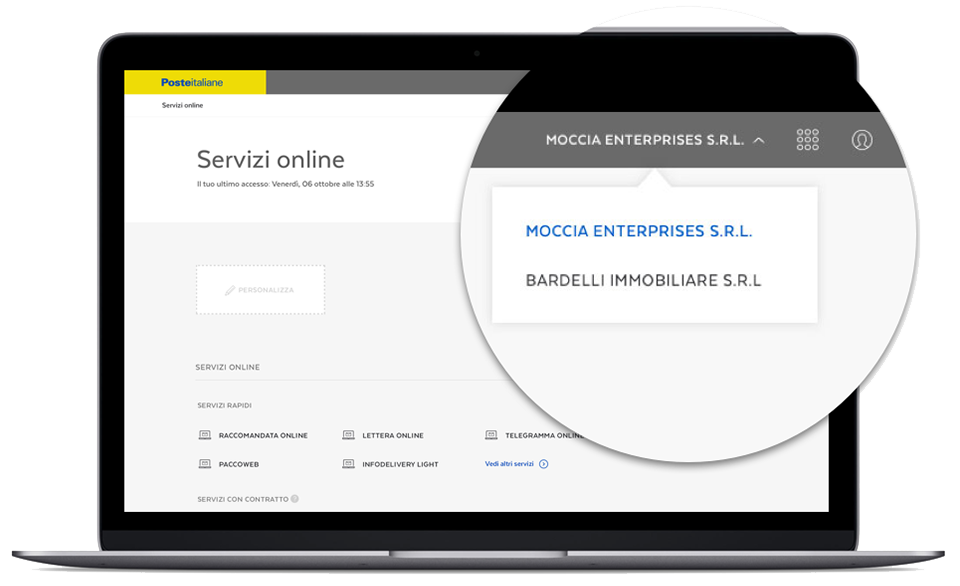 Posteitaliane
Servizi online
Servizi online
Il tuo ultimo accesso: Venerdì, 06 ottobre alle 13:55
MOCCIA ENTERPRISES S.R.L.
MOCCIA ENTERPRISES S.R.L.
BARDELLI IMMOBILIARE S.R.L
PERSONALIZZA
SERVIZI ONLINE
SERVIZI RAPIDI
RACCOMANDATA ONLINE LETTERA ONLINE TELEGRAMMA ONLINE
PACCOWEB INFODELIVERY LIGHT Vedi altri servizi
SERVIZI CON CONTRATTO ?